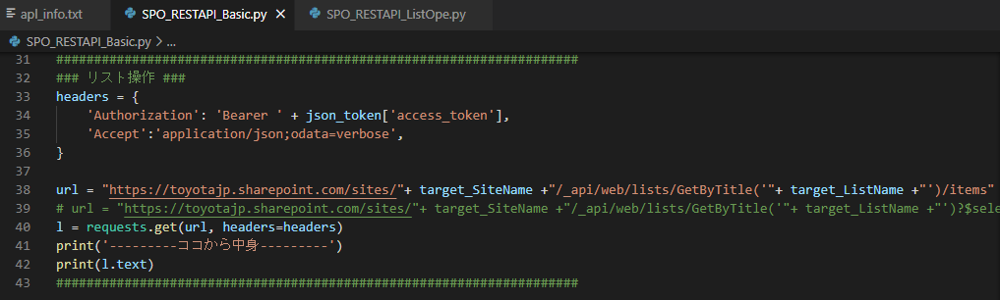 apl_info.txt SPO_RESTAPI_Basic.py × SPO_RESTAPI_ListOpe.py
SPO_RESTAPI_Basic.py > ...
31 #####################################################################
32 ### リスト操作 ###
33 headers = {
34     'Authorization': 'Bearer ' + json_token['access_token'],
35     'Accept':'application/json;odata=verbose',
36 }
37
38 url = "https://toyotajp.sharepoint.com/sites/"+ target_SiteName +"/_api/web/lists/GetByTitle('"+ target_ListName +"')/items"
39 # url = "https://toyotajp.sharepoint.com/sites/"+ target_SiteName +"/_api/web/lists/GetByTitle('"+ target_ListName +"')?$sele
40 l = requests.get(url, headers=headers)
41 print('---------ココから中身---------')
42 print(l.text)
43 #####################################################################